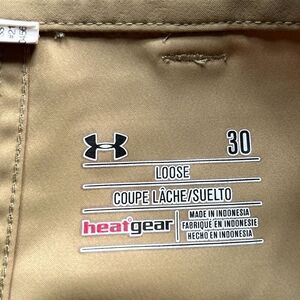 30
LOOSE
COUPE LÂCHE/SUELTO
heatgear
MADE IN INDONESIA
FABRIQUÉ EN INDONÉSIE
HECHO EN INDONESIA